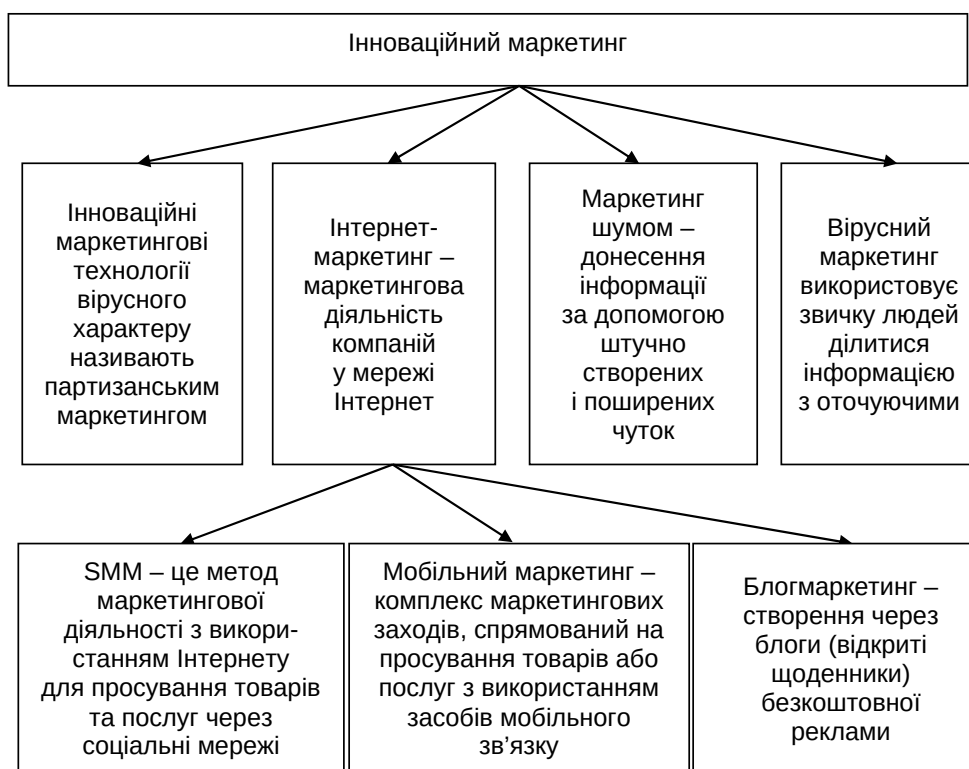 Інноваційний маркетинг
Інноваційні
маркетингові
технології
вірусного
характеру
називають
партизанським
маркетингом
Інтернет-
маркетинг –
маркетингова
діяльність
компаній
у мережі
Інтернет
Маркетинг
шумом –
донесення
інформації
за допомогою
штучно
створених
і поширених
чуток
Вірусний
маркетинг
використовує
звичку людей
ділитися
інформацією
з оточуючими
SMM – це метод
маркетингової
діяльності з викори-
станням Інтернету
для просування товарів
та послуг через
соціальні мережі
Мобільний маркетинг –
комплекс маркетингових
заходів, спрямований на
просування товарів або
послуг з використанням
засобів мобільного
зв’язку
Блогмаркетинг –
створення через
блоги (відкриті
щоденники)
безкоштовної
реклами